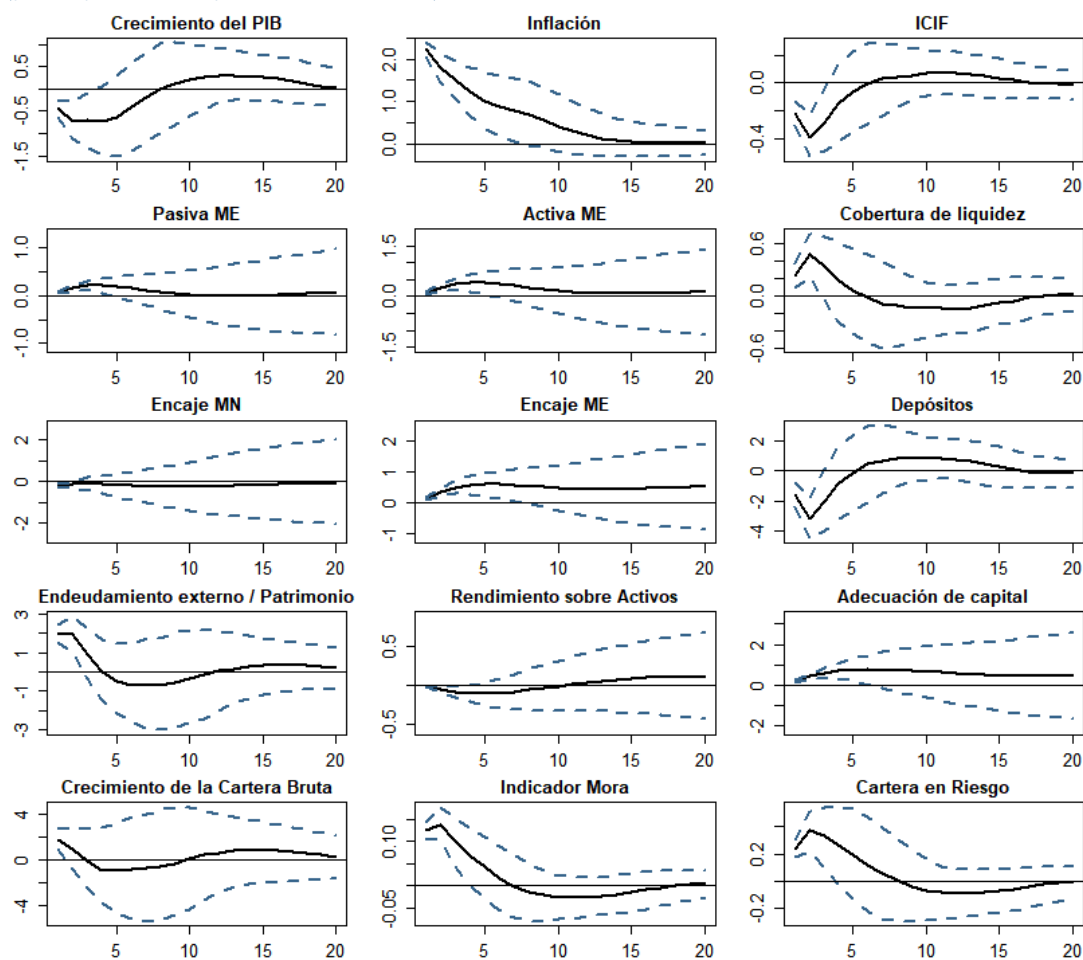 Crecimiento del PIB Inflación ICIF
-1.5 -0.5 0.5 0.0 1.0 2.0 -0.4 0.0
5 10 15 20 5 10 15 20 5 10 15 20
Pasiva ME Activa ME Cobertura de liquidez
-1.0 0.0 1.0 -1.5 0.0 1.5 -0.6 0.0 0.6
5 10 15 20 5 10 15 20 5 10 15 20
Encaje MN Encaje ME Depósitos
-2 0 2 -1 0 1 2 -4 -2 0 2
5 10 15 20 5 10 15 20 5 10 15 20
Endeudamiento externo / Patrimonio Rendimiento sobre Activos Adecuación de capital
-3 -1 1 3 -0.5 0.5 -2 0 2
5 10 15 20 5 10 15 20 5 10 15 20
Crecimiento de la Cartera Bruta Indicador Mora Cartera en Riesgo
-4 0 4 -0.05 0.10 -0.2 0.2
5 10 15 20 5 10 15 20 5 10 15 20